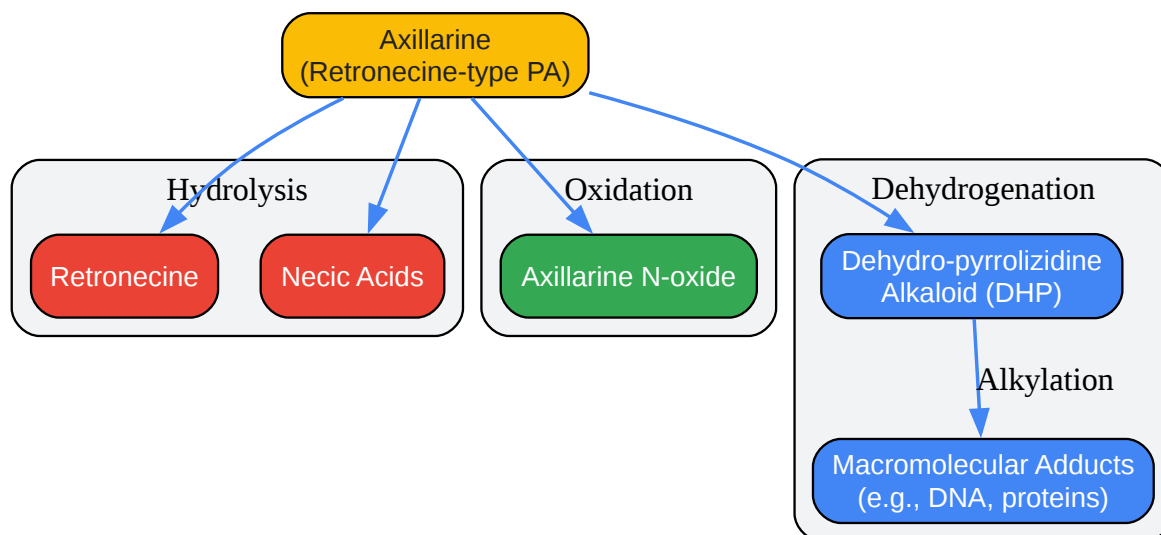 Axillarine
(Retronecine-type PA)
Hydrolysis
Oxidation
Dehydrogenation
Retronecine
Necic Acids
Axillarine N-oxide
Dehydro-pyrrolizidine
Alkaloid (DHP)
Alkylation
Macromolecular Adducts
(e.g., DNA, proteins)